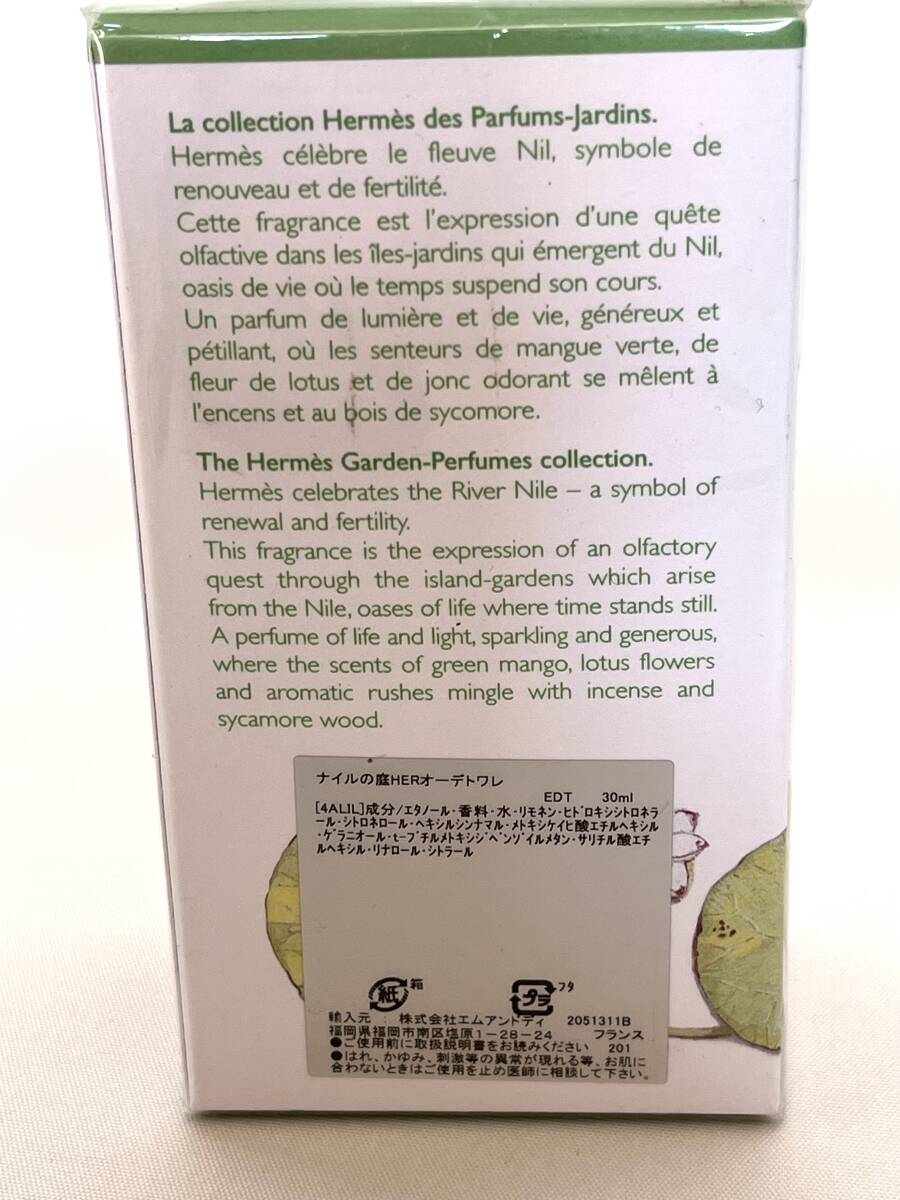 La collection Hermès des Parfums-Jardins.
Hermès célèbre le fleuve Nil, symbole de
renouveau et de fertilité.
Cette fragrance est l'expression d'une quête
olfactive dans les îles-jardins qui émergent du Nil,
oasis de vie où le temps suspend son cours.
Un parfum de lumière et de vie, généreux et
pétillant, où les senteurs de mangue verte, de
fleur de lotus et de jonc odorant se mêlent à
l'encens et au bois de sycomore.
The Hermès Garden-Perfumes collection.
Hermès celebrates the River Nile – a symbol of
renewal and fertility.
This fragrance is the expression of an olfactory
quest through the island-gardens which arise
from the Nile, oases of life where time stands still.
A perfume of life and light, sparkling and generous,
where the scents of green mango, lotus flowers
and aromatic rushes mingle with incense and
sycamore wood.
ナイルの庭HERオーデトワレ
EDT 30ml
[4ALIL]成分/エタノール・香料・水・リモネン・ヒドロキシシトロネラ
ール・シトロネロール・ヘキシルシンナマル・メトキシケイヒ酸エチルヘキシル
・ゲラニオール・t-ブチルメトキシジベンゾイルメタン・サリチル酸エチ
ルヘキシル・リナロール・シトラール
紙 箱 プラ フタ
輸入元 : 株式会社エムアンドディ 2051311B
福岡県福岡市南区塩原1-28-24 フランス
●ご使用前に取扱説明書をお読みください 201
●はれ、かゆみ、刺激等の異常が現れる等、お肌に
合わないときはご使用を止め医師に相談して下さい。